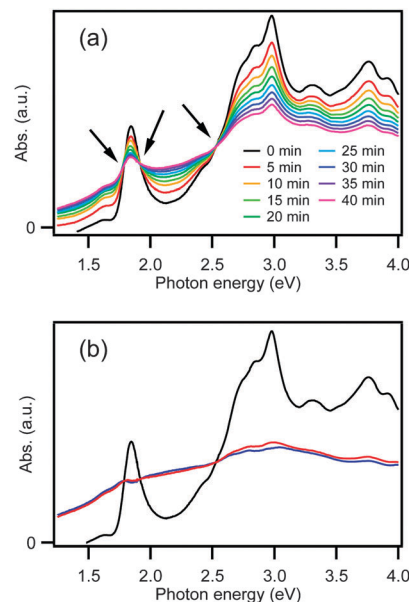 (a)
Abs. (a.u.)
0 min
5 min
10 min
15 min
20 min
25 min
30 min
35 min
40 min
0
1.5 2.0 2.5 3.0 3.5 4.0
Photon energy (eV)
(b)
Abs. (a.u.)
0
1.5 2.0 2.5 3.0 3.5 4.0
Photon energy (eV)